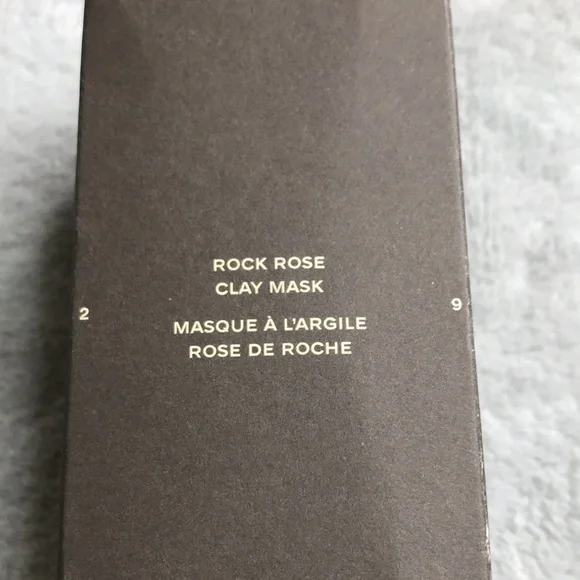 ROCK ROSE
CLAY MASK
2
9
MASQUE À L'ARGILE
ROSE DE ROCHE